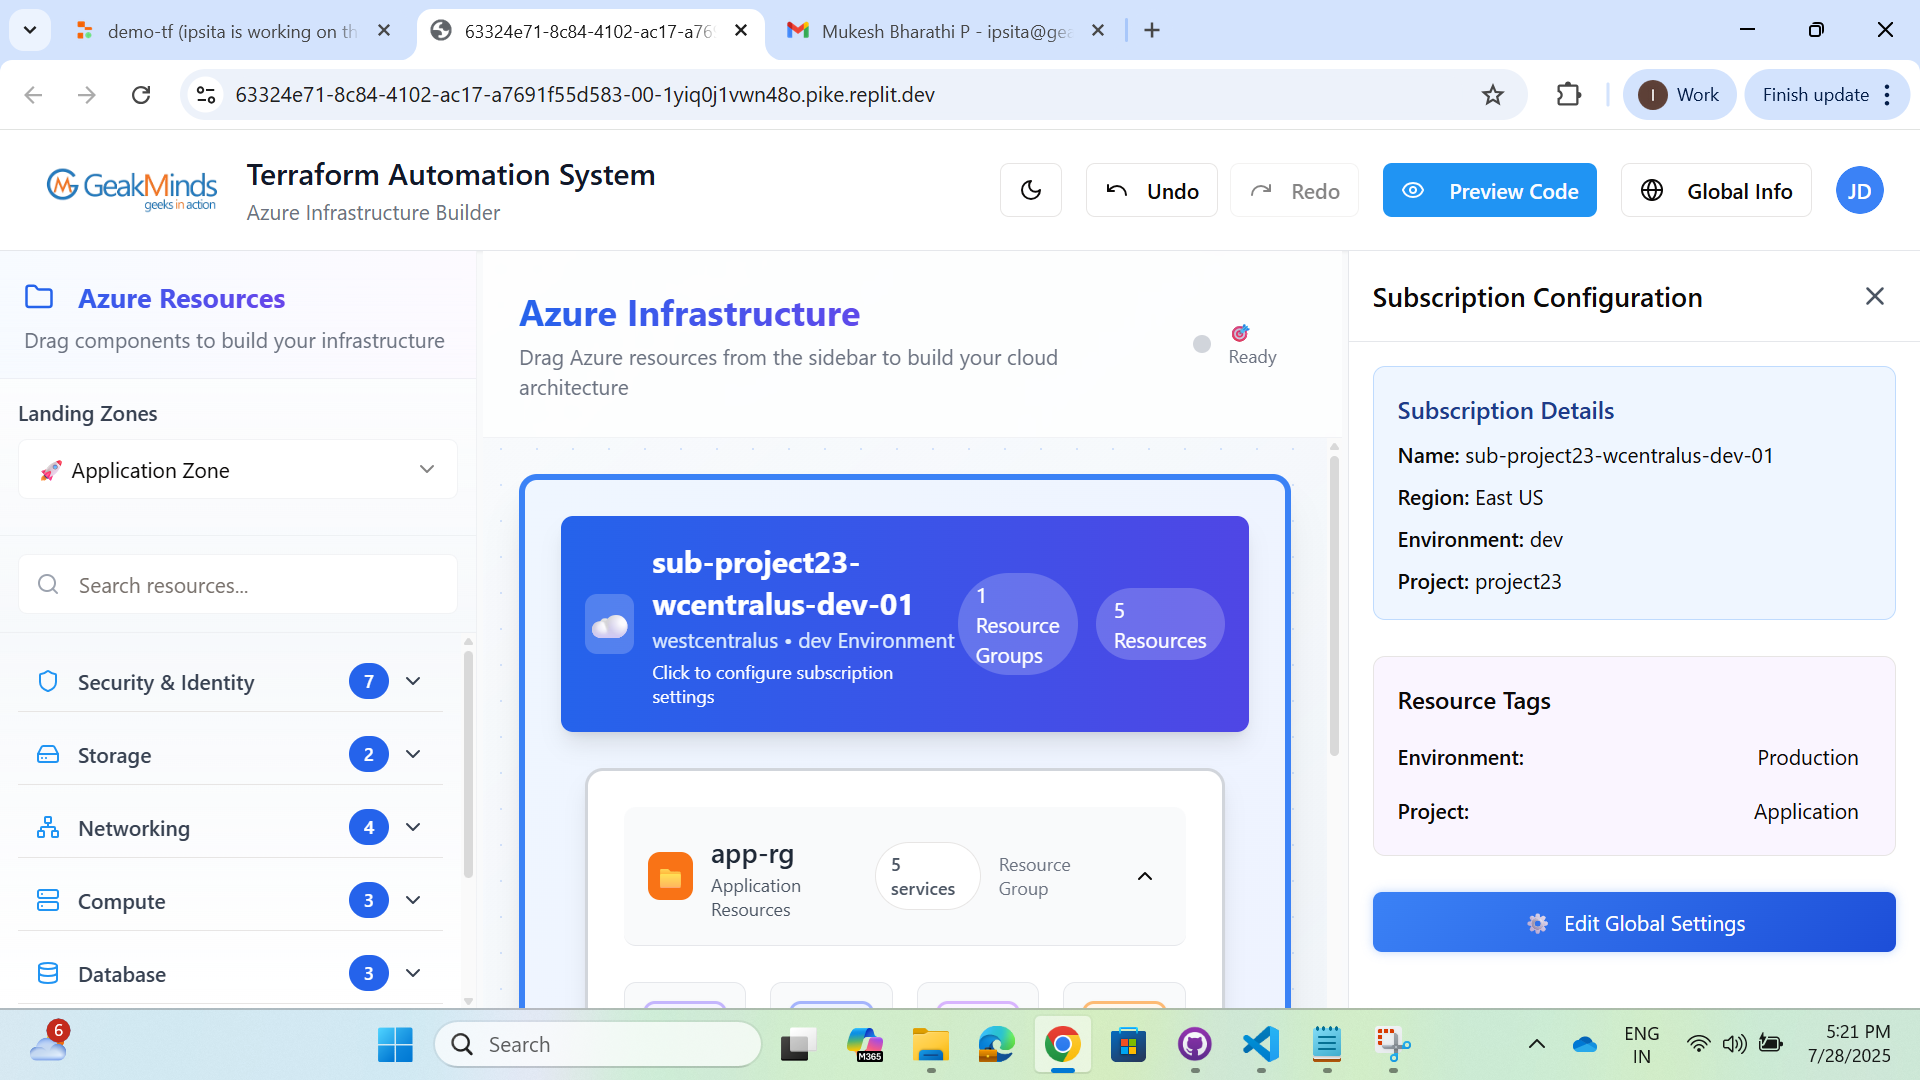 demo-tf (ipsita is working on th
63324e71-8c84-4102-ac17-a769
Mukesh Bharathi P - ipsita@gea
63324e71-8c84-4102-ac17-a7691f55d583-00-1yiq0j1vwn48o.pike.replit.dev
I
Work
Finish update
GeakMinds
geeks in action
Terraform Automation System
Azure Infrastructure Builder
Undo
Redo
Preview Code
Global Info
JD
Azure Resources
Drag components to build your infrastructure
Landing Zones
Application Zone
Search resources...
Security & Identity
7
Storage
2
Networking
4
Compute
3
Database
3
Azure Infrastructure
Drag Azure resources from the sidebar to build your cloud
architecture
Ready
sub-project23-
wcentralus-dev-01
westcentralus • dev Environment
Click to configure subscription
settings
1
Resource
Groups
5
Resources
app-rg
Application
Resources
5
services
Resource
Group
Subscription Configuration
Subscription Details
Name: sub-project23-wcentralus-dev-01
Region: East US
Environment: dev
Project: project23
Resource Tags
Environment:
Production
Project:
Application
Edit Global Settings
6
Search
M365
ENG
IN
5:21 PM
7/28/2025